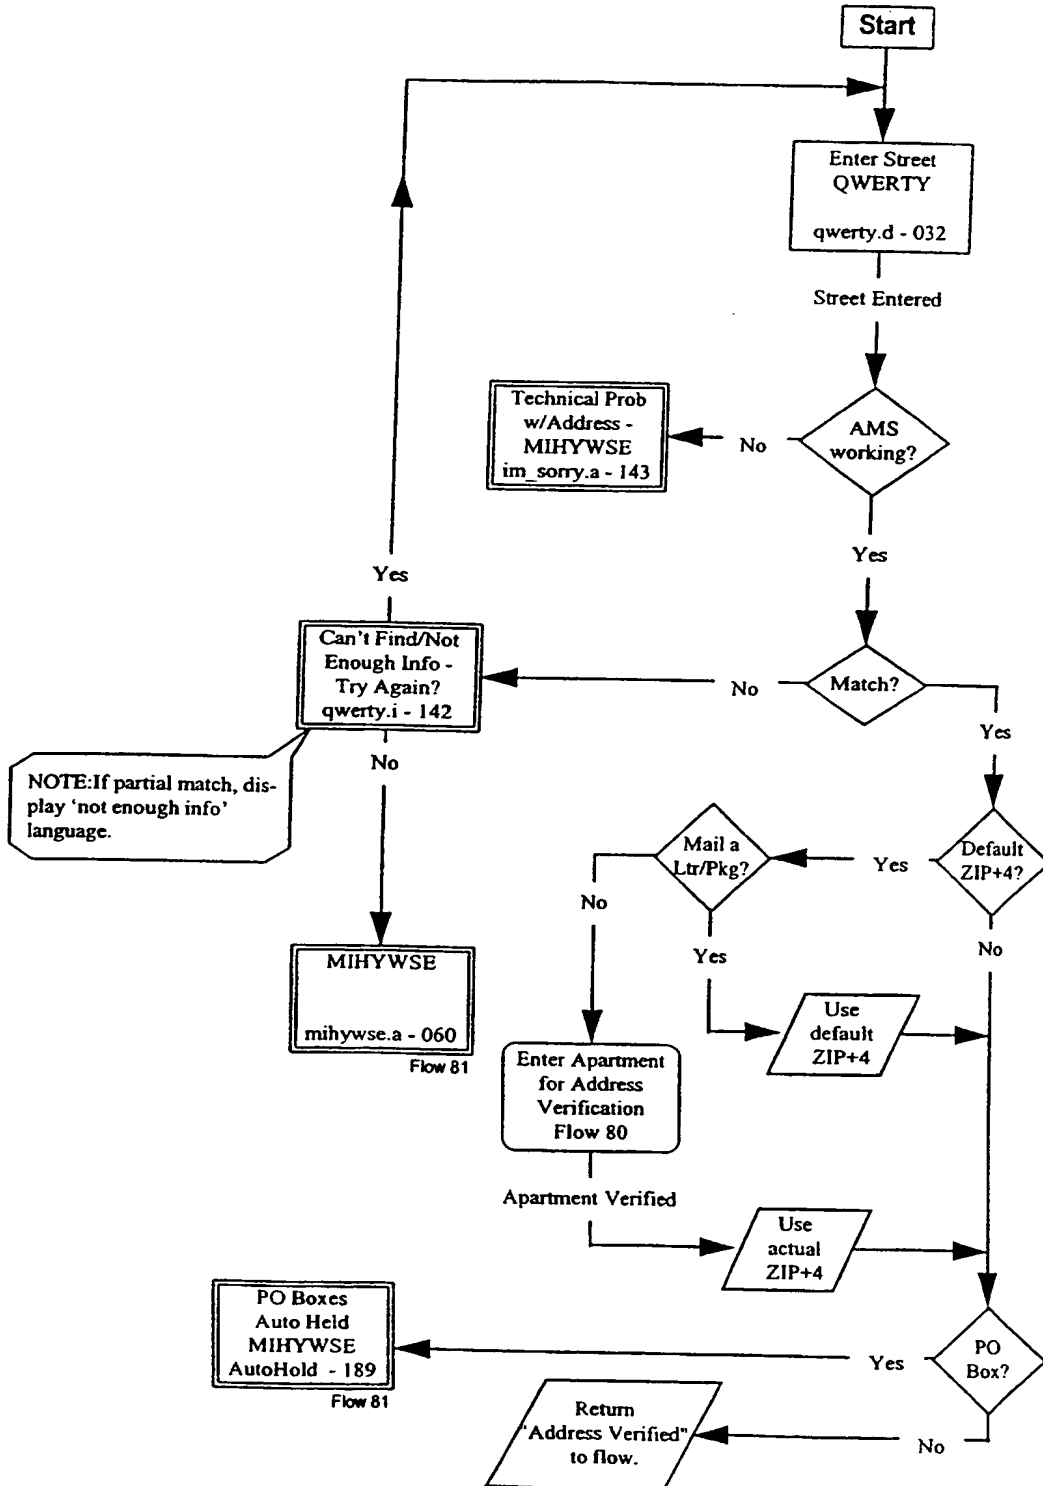 Start
Enter Street
QWERTY
qwerty.d - 032
Street Entered
Technical Prob
w/Address -
MIHYWSE
im_sorry.a - 143
No
AMS
working?
Yes
Yes
Can't Find/Not
Enough Info -
Try Again?
qwerty.i - 142
No
Match?
Yes
No
NOTE:If partial match, dis-
play 'not enough info'
language.
Mail a
Ltr/Pkg?
Yes
Default
ZIP+4?
No
Yes
No
MIHYWSE
mihywse.a - 060
Flow 81
Use
default
ZIP+4
Enter Apartment
for Address
Verification
Flow 80
Apartment Verified
Use
actual
ZIP+4
PO Boxes
Auto Held
MIHYWSE
AutoHold - 189
Flow 81
Yes
PO
Box?
Return
"Address Verified"
to flow.
No